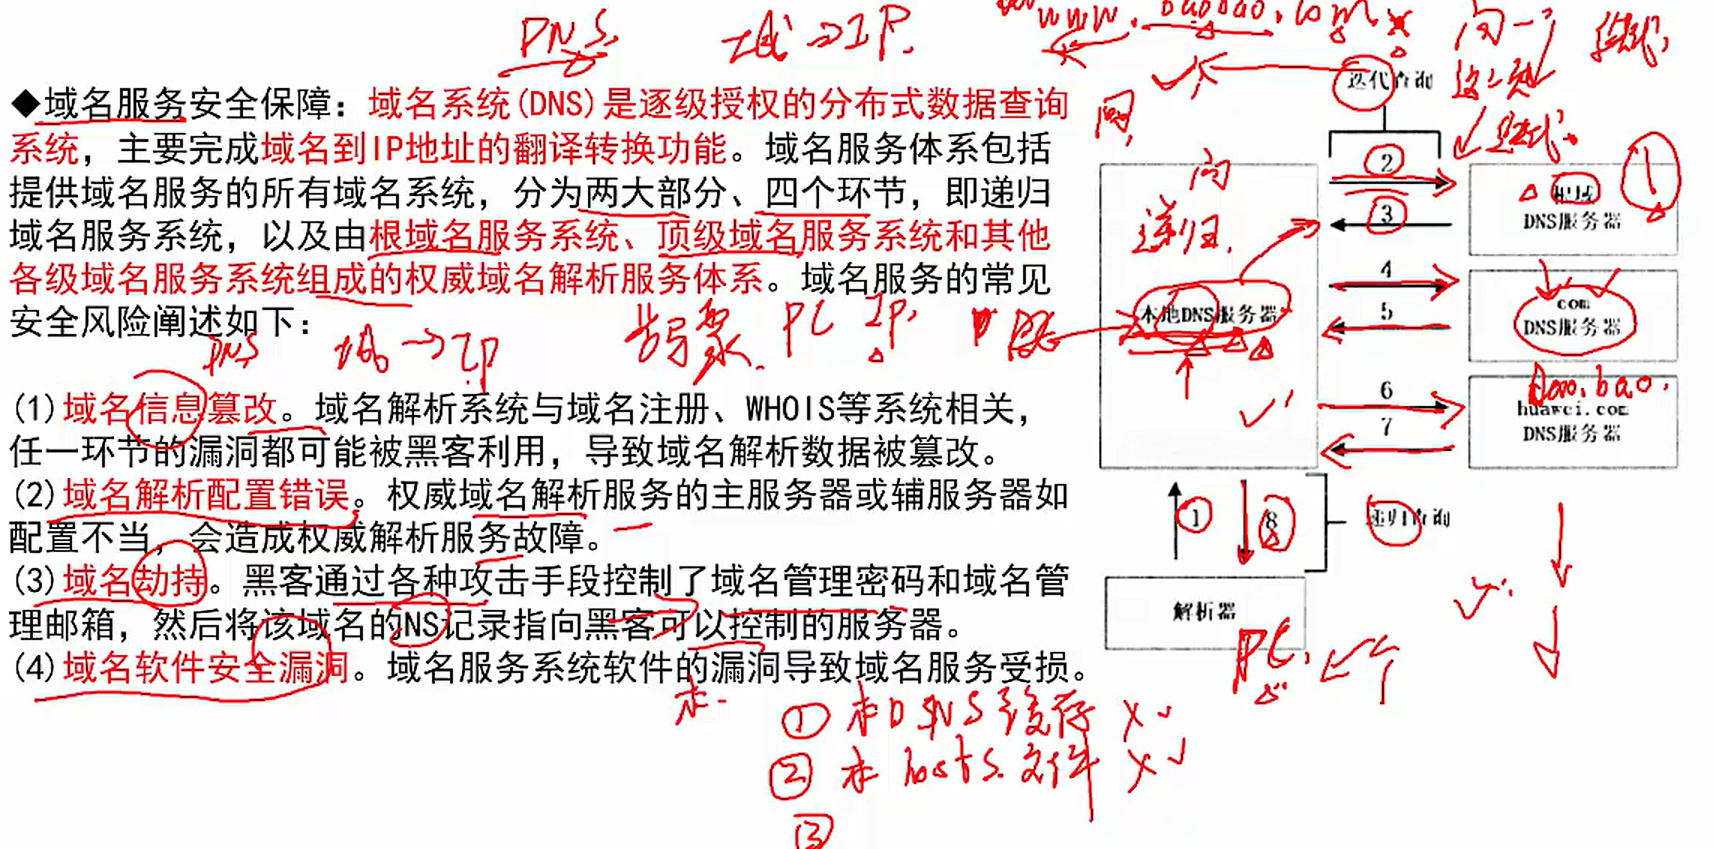 DNS 域→IP.
www.baobao.com.
◆域名服务安全保障：域名系统(DNS)是逐级授权的分布式数据查询
系统，主要完成域名到IP地址的翻译转换功能。域名服务体系包括
提供域名服务的所有域名系统，分为两大部分、四个环节，即递归
域名服务系统，以及由根域名服务系统、顶级域名服务系统和其他
各级域名服务系统组成的权威域名解析服务体系。域名服务的常见
安全风险阐述如下：
DNS 域→IP
PC IP.
(1)域名信息篡改。域名解析系统与域名注册、WHOIS等系统相关，
任一环节的漏洞都可能被黑客利用，导致域名解析数据被篡改。
(2)域名解析配置错误。权威域名解析服务的主服务器或辅服务器如
配置不当，会造成权威解析服务故障。
(3)域名劫持。黑客通过各种攻击手段控制了域名管理密码和域名管
理邮箱，然后将该域名的NS记录指向黑客可以控制的服务器。
(4)域名软件安全漏洞。域名服务系统软件的漏洞导致域名服务受损。
① 本DNS缓存
② 本hosts文件
③
迭代查询
问
递归.
本地DNS服务器
2
3
4
5
6
7
根域
DNS服务器
com
DNS服务器
bao.bao.
huawei.com
DNS服务器
1
8
递归查询
解析器
PC.